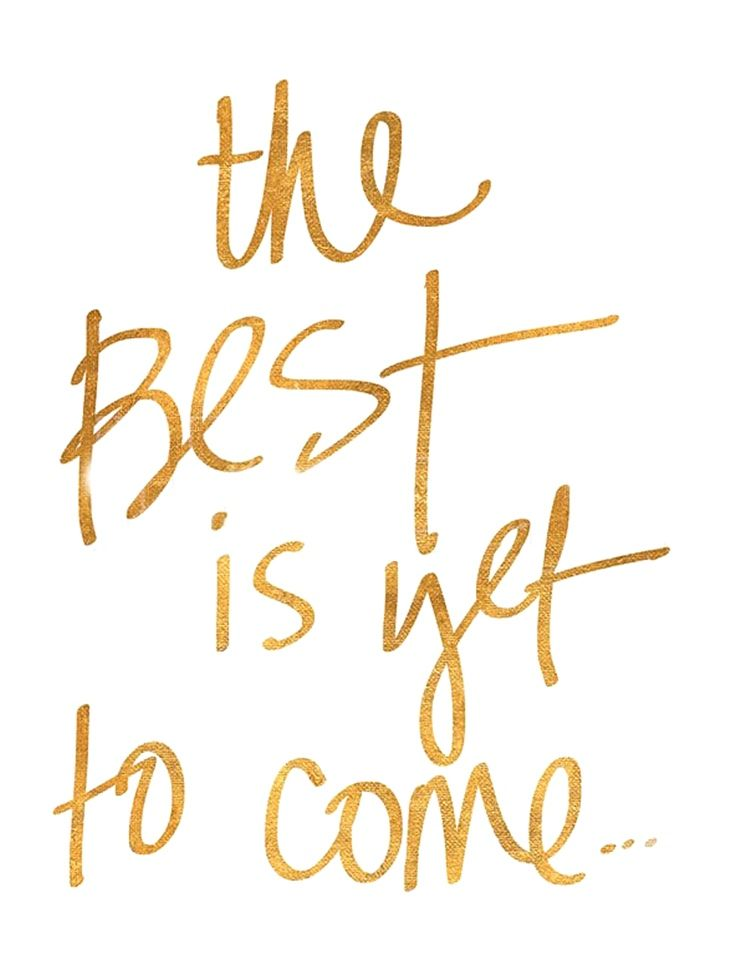 the
Best
is yet
to come...